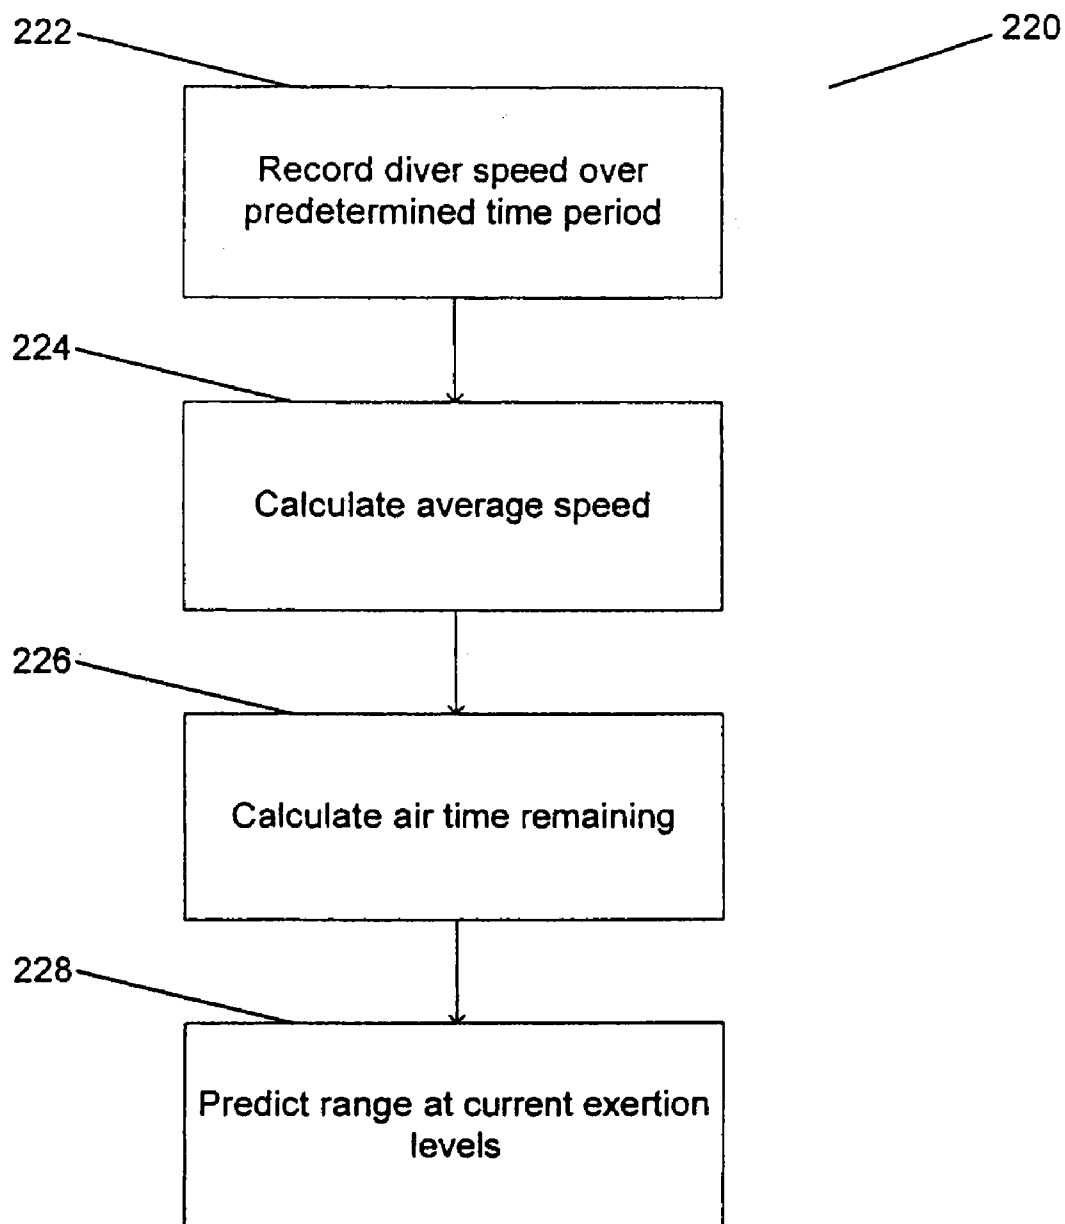 222
220
Record diver speed over
predetermined time period
224
Calculate average speed
226
Calculate air time remaining
228
Predict range at current exertion
levels